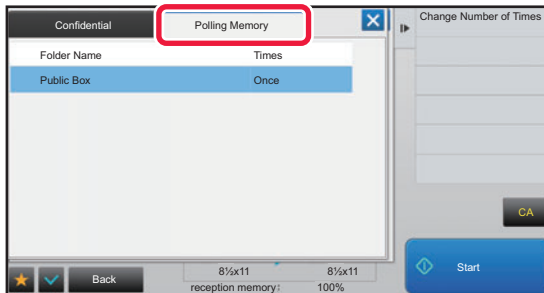 Confidential
Polling Memory
Change Number of Times
Folder Name Times
Public Box Once
CA
Back
8½x11 8½x11
reception memory: 100%
Start